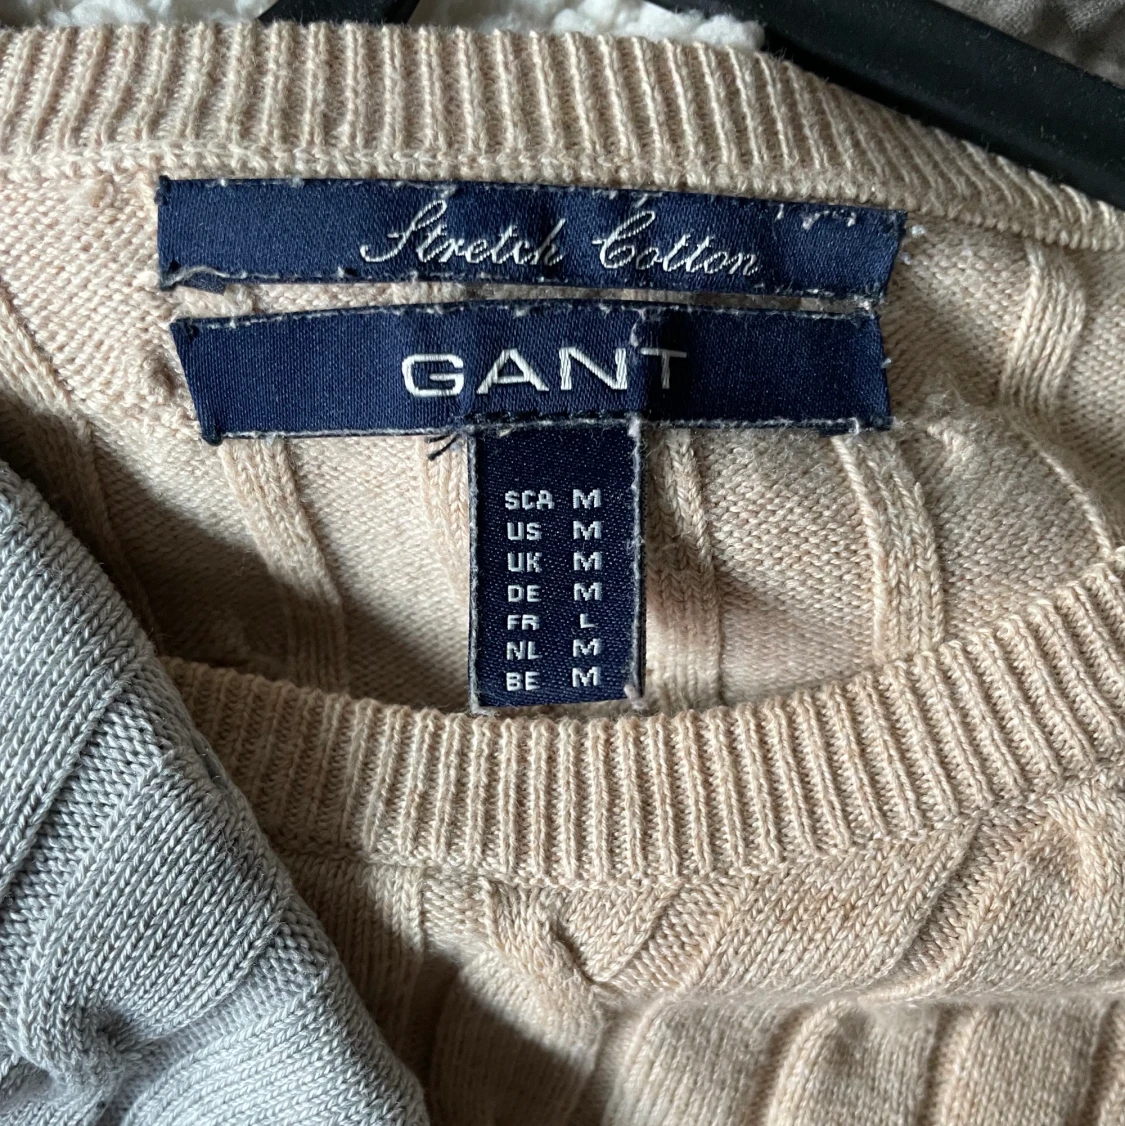 Stretch Cotton
GANT
SCA M
US M
UK M
DE M
FR L
NL M
BE M